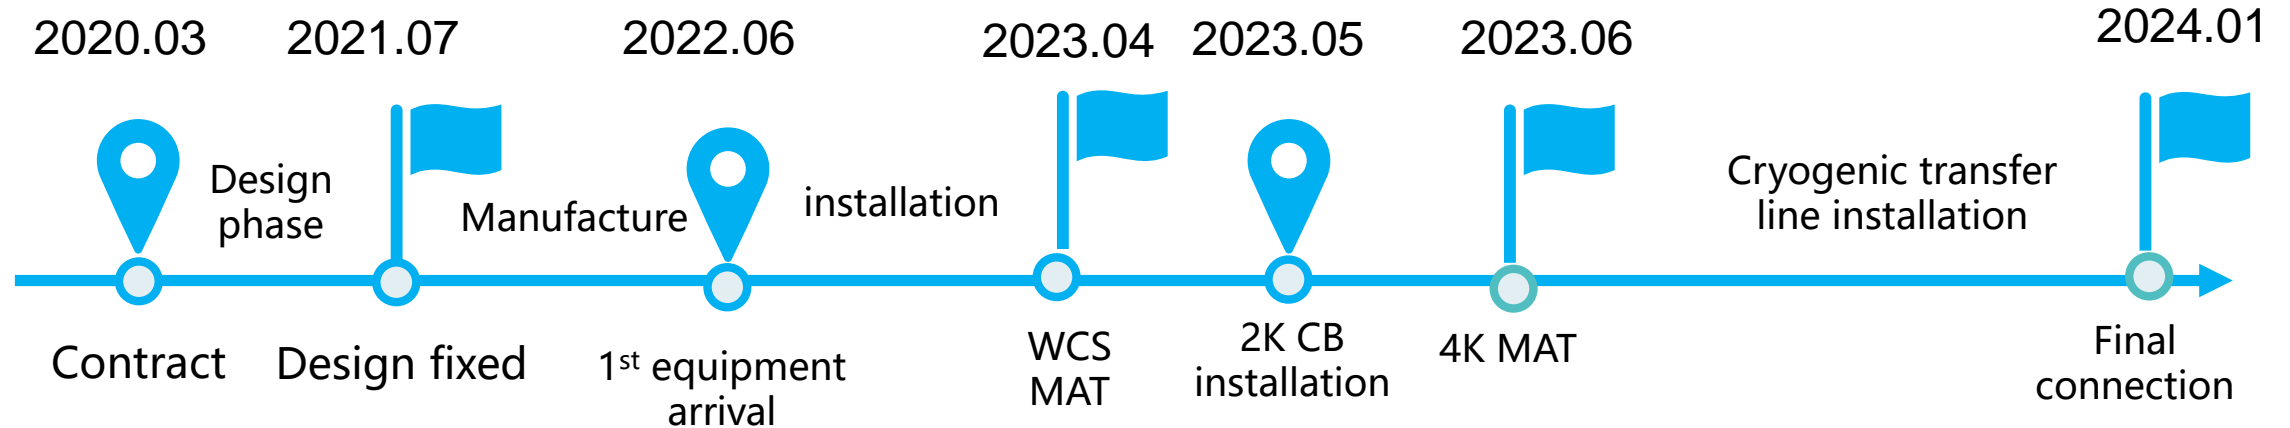 2020.03
2021.07
2022.06
2023.04
2023.05
2023.06
2024.01
Design
phase
Manufacture
installation
Cryogenic transfer
line installation
Contract
Design fixed
1st equipment
arrival
WCS
MAT
2K CB
installation
4K MAT
Final
connection